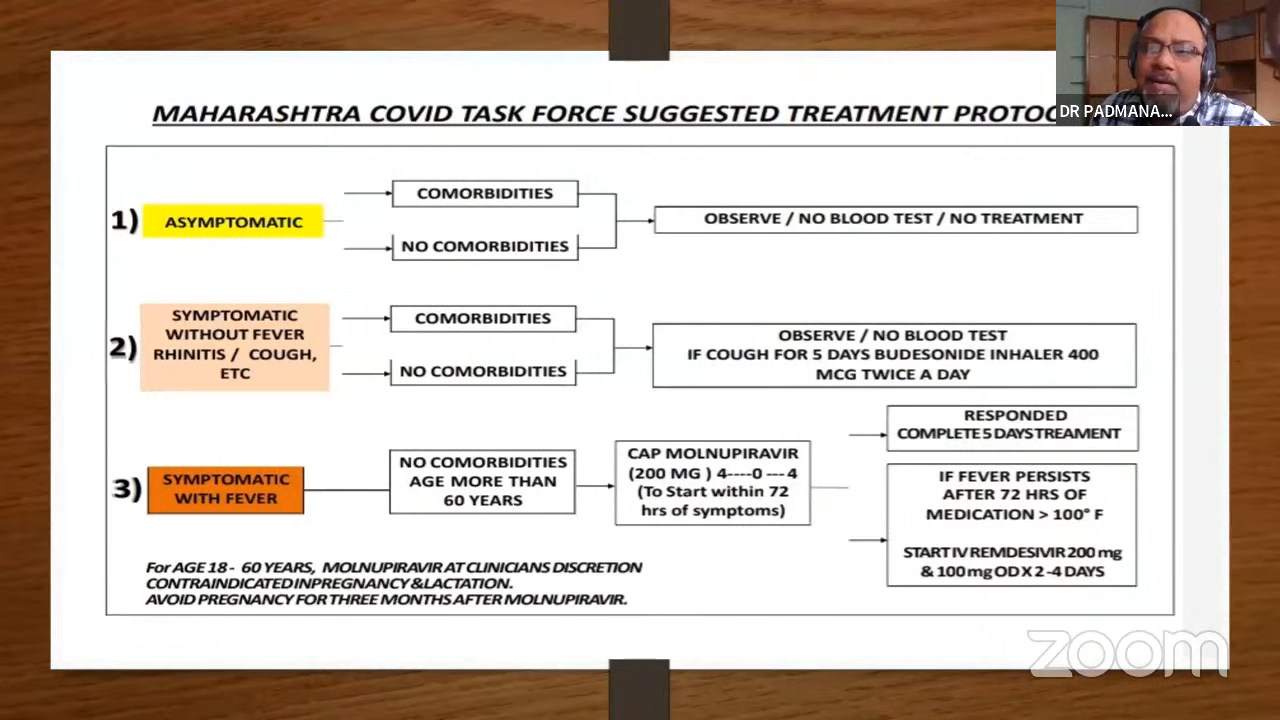 DR PADMANA...
MAHARASHTRA COVID TASK FORCE SUGGESTED TREATMENT
1)
ASYMPTOMATIC
COMORBIDITIES
NO COMORBIDITIES
OBSERVE / NO BLOOD TEST / NO TREATMENT
2)
SYMPTOMATIC
WITHOUT FEVER
RHINITIS / COUGH,
ETC
COMORBIDITIES
NO COMORBIDITIES
OBSERVE / NO BLOOD TEST
IF COUGH FOR 5 DAYS BUDESONIDE INHALER 400
MCG TWICE A DAY
3)
SYMPTOMATIC
WITH FEVER
NO COMORBIDITIES
AGE MORE THAN
60 YEARS
CAP MOLNUPIRAVIR
(200 MG ) 4----0 --- 4
(To Start within 72
hrs of symptoms)
RESPONDED
COMPLETE 5 DAYS TREAMENT
IF FEVER PERSISTS
AFTER 72 HRS OF
MEDICATION > 100° F
START IV REMDESIVIR 200 mg
& 100 mg OD X 2 -4 DAYS
For AGE 18 - 60 YEARS, MOLNUPIRAVIR AT CLINICIANS DISCRETION
CONTRAINDICATED INPREGNANCY &LACTATION.
AVOID PREGNANCY FOR THREE MONTHS AFTER MOLNUPIRAVIR.
zoom